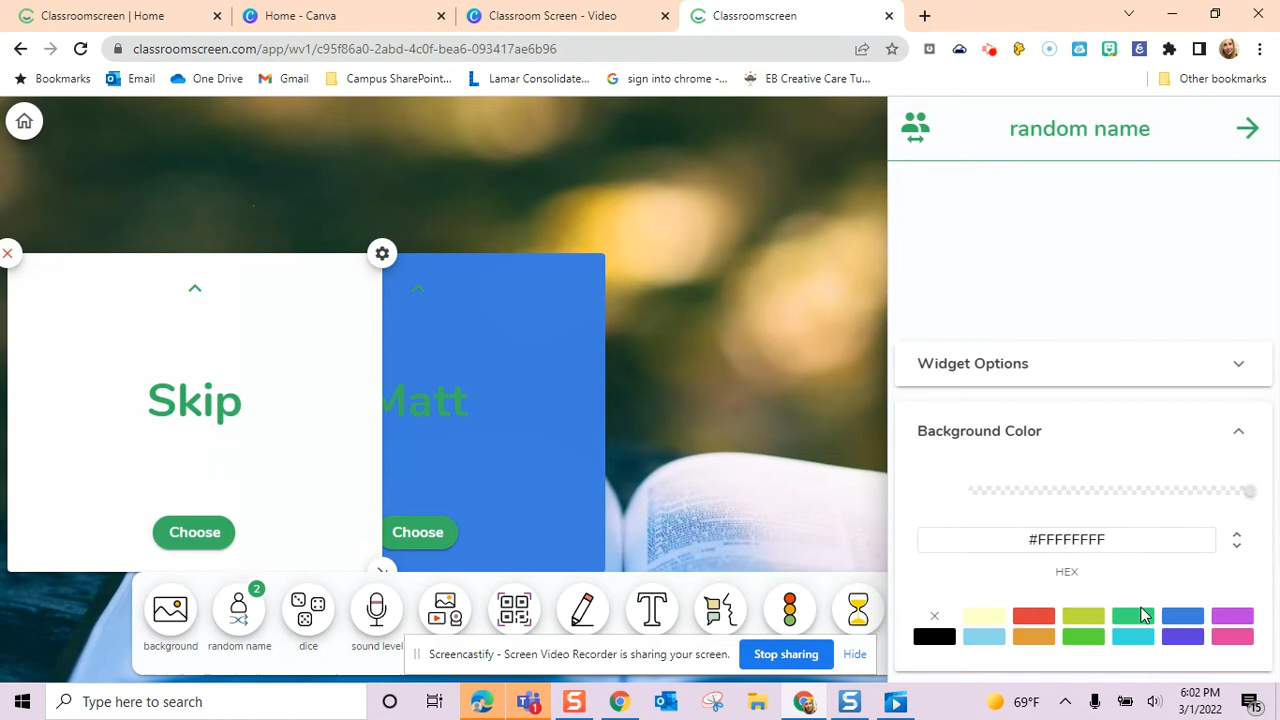 Classroomscreen | Home
Home - Canva
Classroom Screen - Video
Classroomscreen
classroomscreen.com/app/wv1/c95f86a0-2abd-4c0f-bea6-093417ae6b96
Bookmarks
Email
One Drive
Gmail
Campus SharePoint...
Lamar Consolidate...
sign into chrome -...
EB Creative Care Tu...
Other bookmarks
random name
Skip
Matt
Choose
Choose
Widget Options
Background Color
#FFFFFFFF
HEX
2
background
random name
dice
sound level
Screencastify - Screen Video Recorder is sharing your screen.
Stop sharing
Hide
Type here to search
1
69°F
6:02 PM
3/1/2022
15